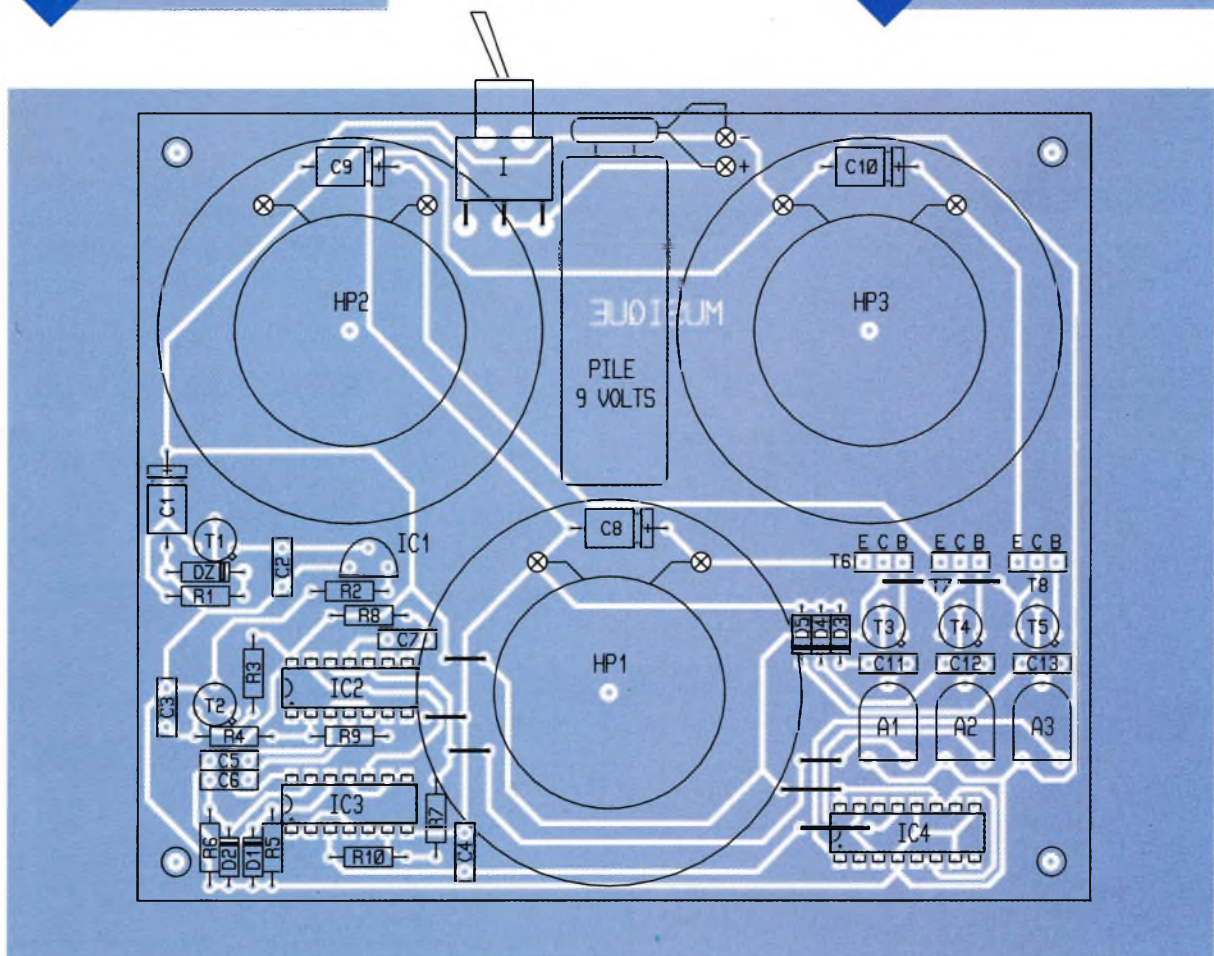 C9
I
-
+
C10
HP2
HP3
MUSIQUE
PILE
9 VOLTS
C1
C8
T1
IC1
C2
DZ
R1
R2
R8
C7
T6
E C B
E C B
E C B
T7
T8
D5
D4
D3
T3
T4
T5
C11
C12
C13
HP1
R3
IC2
C3
T2
R4
R9
A1
A2
A3
C5
C6
IC3
R7
IC4
R6
D2
D1
R5
R10
C4